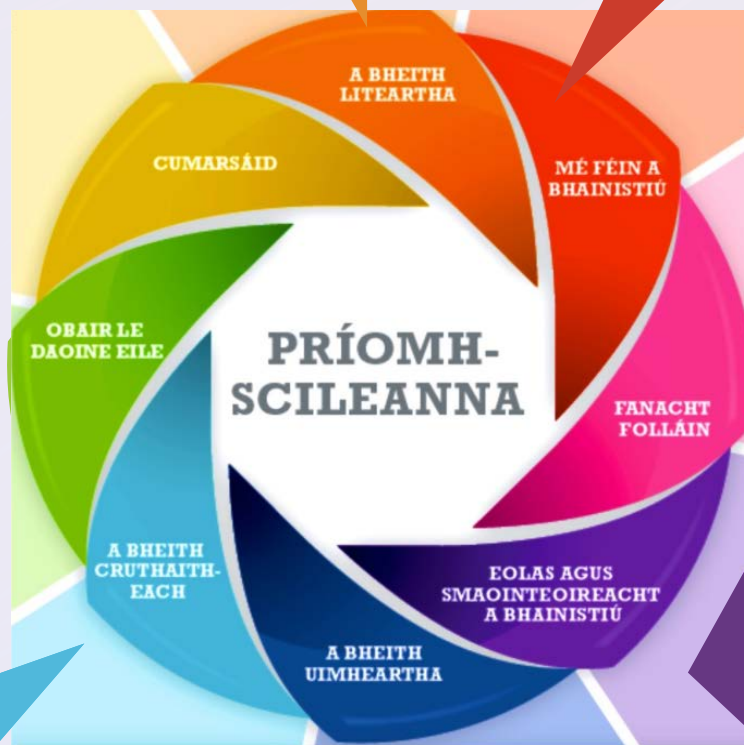 A BHEITH
LITEARTHA
MÉ FÉIN A
BHAINISTIÚ
FANACHT
FOLLÁIN
EOLAS AGUS
SMAOINTEOIREACHT
A BHAINISTIÚ
A BHEITH
UIMHEARTHA
A BHEITH
CRUTHAITH-
EACH
OBAIR LE
DAOINE EILE
CUMARSÁID
PRÍOMH-
SCILEANNA